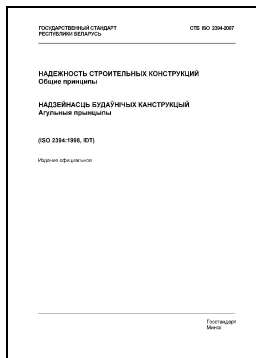 ГОСУДАРСТВЕННЫЙ СТАНДАРТ СТБ ISO 2394-2007
РЕСПУБЛИКИ БЕЛАРУСЬ
НАДЕЖНОСТЬ СТРОИТЕЛЬНЫХ КОНСТРУКЦИЙ
Общие принципы
НАДЗЕЙНАСЦЬ БУДАЎНІЧЫХ КАНСТРУКЦЫЙ
Агульныя прынцыпы
(ISO 2394:1998, IDT)
Издание официальное
Госстандарт
Минск